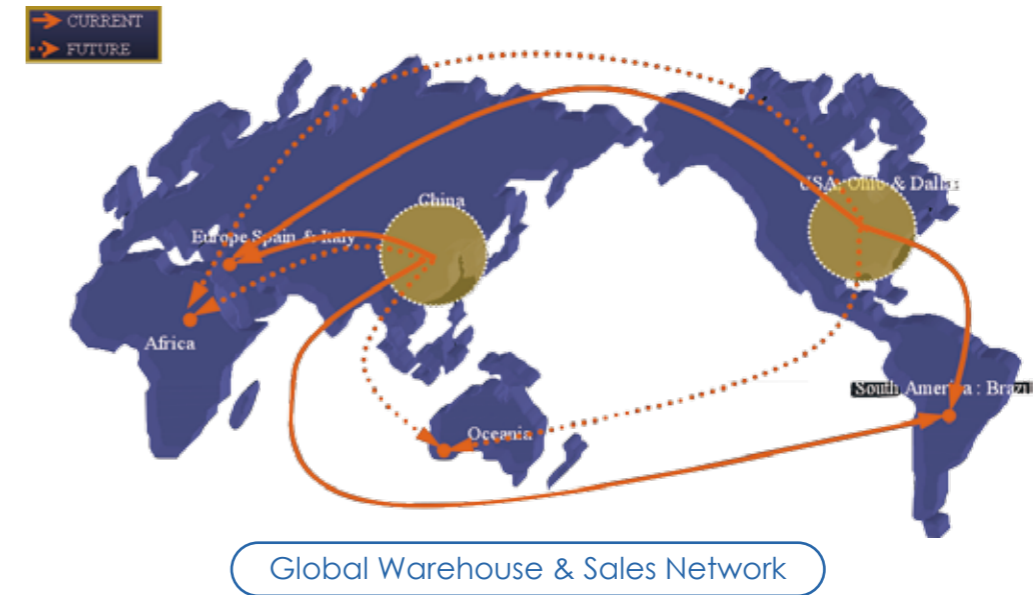 CURRENT
FUTURE
USA: Ohio & Dallas
China
Europe Spain & Italy
Africa
South America : Brazil
Oceania
Global Warehouse & Sales Network